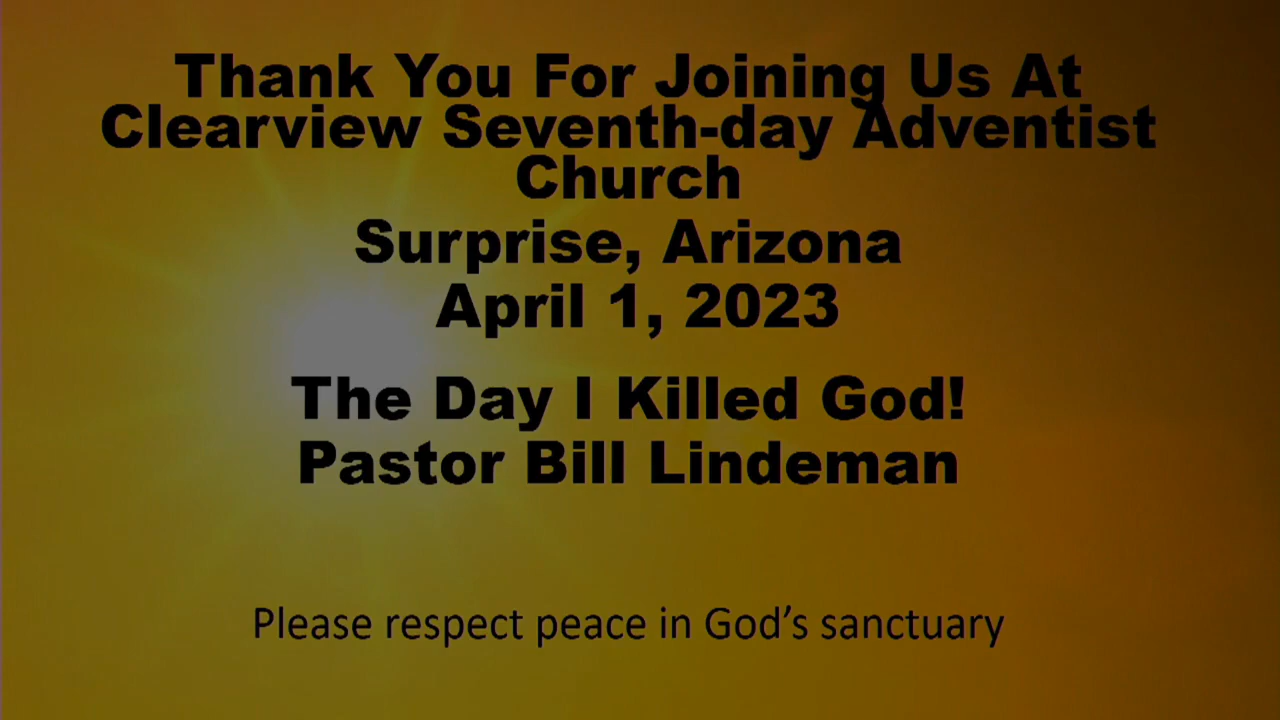 Thank You For Joining Us At
Clearview Seventh-day Adventist
Church
Surprise, Arizona
April 1, 2023
The Day I Killed God!
Pastor Bill Lindeman
Please respect peace in God’s sanctuary